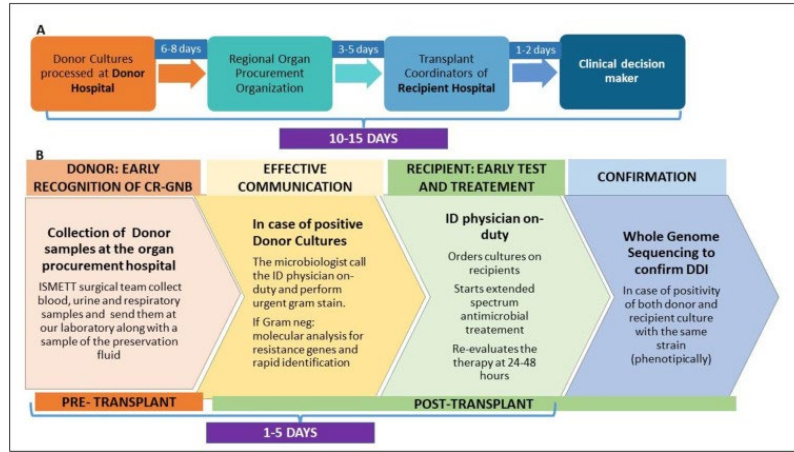 A
6-8 days
3-5 days
1-2 days
Donor Cultures
processed at Donor
Hospital
Regional Organ
Procurement
Organization
Transplant
Coordinators of
Recipient Hospital
Clinical decision
maker
10-15 DAYS
B
DONOR: EARLY
RECOGNITION OF CR-GNB
EFFECTIVE
COMMUNICATION
RECIPIENT: EARLY TEST
AND TREATEMENT
CONFIRMATION
Collection of Donor
samples at the organ
procurement hospital
ISMETT surgical team collect
blood, urine and respiratory
samples and send them at
our laboratory along with a
sample of the preservation
fluid
In case of positive
Donor Cultures
The microbiologist call
the ID physician on-
duty and perform
urgent gram stain.
If Gram neg:
molecular analysis for
resistance genes and
rapid identification
ID physician on-
duty
Orders cultures on
recipients
Starts extended
spectrum
antimicrobial
treatement
Re-evaluates the
therapy at 24-48
hours
Whole Genome
Sequencing to
confirm DDI
In case of positivity
of both donor and
recipient culture
with the same
strain
(phenotipically)
PRE- TRANSPLANT
POST-TRANSPLANT
1-5 DAYS